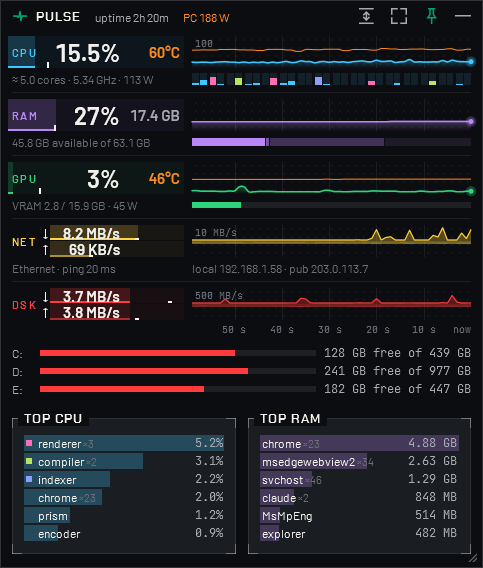 PULSE uptime 2h 20m PC 188 W
CPU 15.5% 60°C 100
≈ 5.0 cores · 5.34 GHz · 113 W
RAM 27% 17.4 GB
45.8 GB available of 63.1 GB
GPU 3% 46°C
VRAM 2.8 / 15.9 GB · 45 W
NET ↓ 8.2 MB/s 10 MB/s
↑ 69 KB/s
Ethernet · ping 20 ms local 192.168.1.58 · pub 203.0.113.7
DSK ↓ 3.7 MB/s 500 MB/s
↑ 3.8 MB/s
50 s 40 s 30 s 20 s 10 s now
C: 128 GB free of 439 GB
D: 241 GB free of 977 GB
E: 182 GB free of 447 GB
TOP CPU
renderer ×3 5.2%
compiler ×2 3.1%
indexer 2.2%
chrome ×23 2.0%
prism 1.2%
encoder 0.9%
TOP RAM
chrome ×23 4.88 GB
msedgewebview2 ×34 2.63 GB
svchost ×46 1.29 GB
claude ×2 848 MB
MsMpEng 514 MB
explorer 482 MB